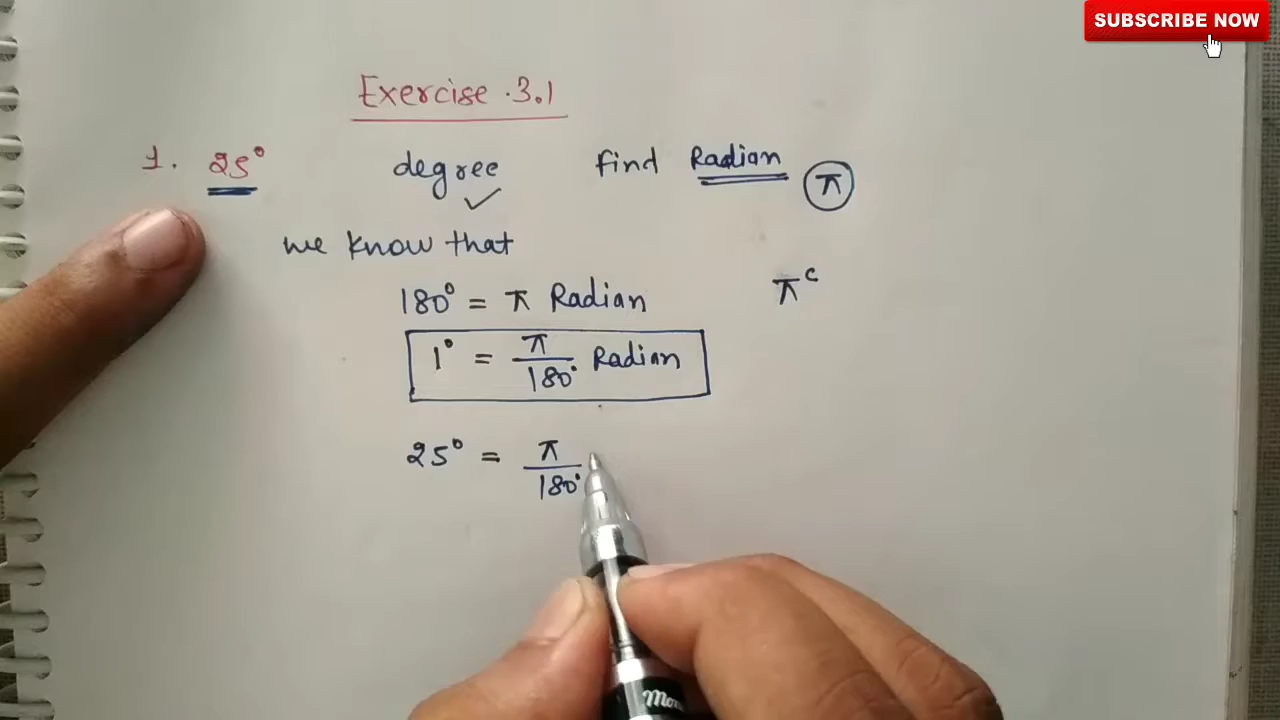 SUBSCRIBE NOW
Exercise .3.1
1. 25° degree find Radian π
we know that
180° = π Radian π^c
1° = π/180° Radian
25° = π/180°